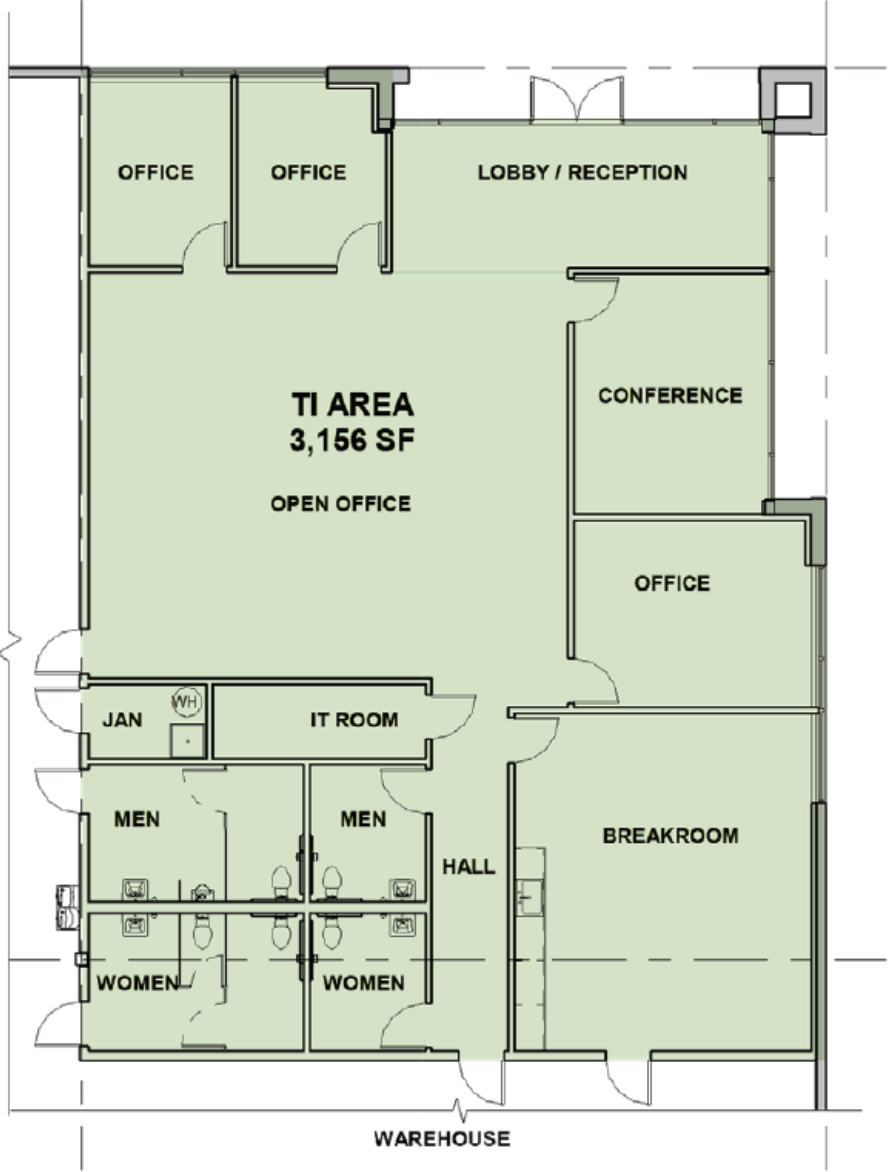 OFFICE
OFFICE
LOBBY / RECEPTION
CONFERENCE
TI AREA
3,156 SF
OPEN OFFICE
OFFICE
JAN
WH
IT ROOM
MEN
MEN
BREAKROOM
HALL
WOMEN
WOMEN
WAREHOUSE